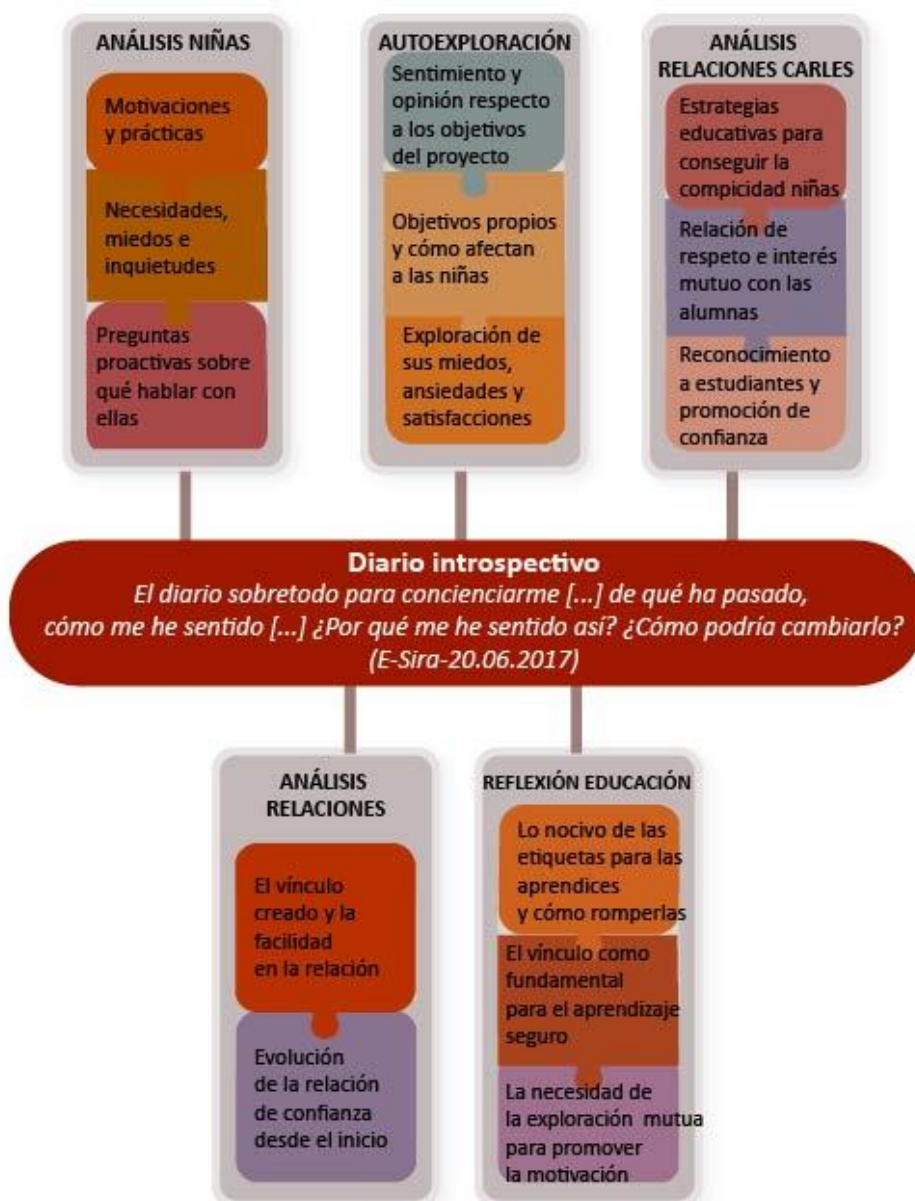 ANÁLISIS NIÑAS
Motivaciones
y prácticas
Necesidades,
miedos e
inquietudes
Preguntas
proactivas sobre
qué hablar con
ellas
AUTOEXPLORACIÓN
Sentimiento y
opinión respecto
a los objetivos
del proyecto
Objetivos propios
y cómo afectan
a las niñas
Exploración de
sus miedos,
ansiedades y
satisfacciones
ANÁLISIS
RELACIONES CARLES
Estrategias
educativas para
conseguir la
compicidad niñas
Relación de
respeto e interés
mutuo con las
alumnas
Reconocimiento
a estudiantes y
promoción de
confianza
Diario introspectivo
El diario sobretodo para concienciarme [...] de qué ha pasado,
cómo me he sentido [...] ¿Por qué me he sentido así? ¿Cómo podría cambiarlo?
(E-Sira-20.06.2017)
ANÁLISIS
RELACIONES
El vínculo
creado y la
facilidad
en la relación
Evolución
de la relación
de confianza
desde el inicio
REFLEXIÓN EDUCACIÓN
Lo nocivo de las
etiquetas para las
aprendices
y cómo romperlas
El vínculo como
fundamental
para el aprendizaje
seguro
La necesidad de
la exploración mutua
para promover
la motivación